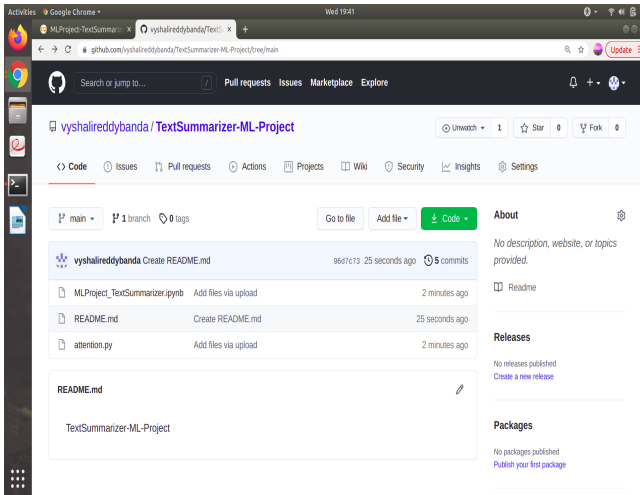 Activities Google Chrome Wed 19:41
MLProject-TextSummariz × vyshalireddybanda/TextS × +
github.com/vyshalireddybanda/TextSummarizer-ML-Project/tree/main Update
Search or jump to... / Pull requests Issues Marketplace Explore
vyshalireddybanda / TextSummarizer-ML-Project Unwatch 1 Star 0 Fork 0
<> Code Issues Pull requests Actions Projects Wiki Security Insights Settings
main 1 branch 0 tags Go to file Add file Code
About
No description, website, or topics
provided.
Readme
vyshalireddybanda Create README.md 96d7c73 25 seconds ago 5 commits
MLProject_TextSummarizer.ipynb Add files via upload 2 minutes ago
README.md Create README.md 25 seconds ago
attention.py Add files via upload 2 minutes ago
Releases
No releases published
Create a new release
README.md
TextSummarizer-ML-Project
Packages
No packages published
Publish your first package